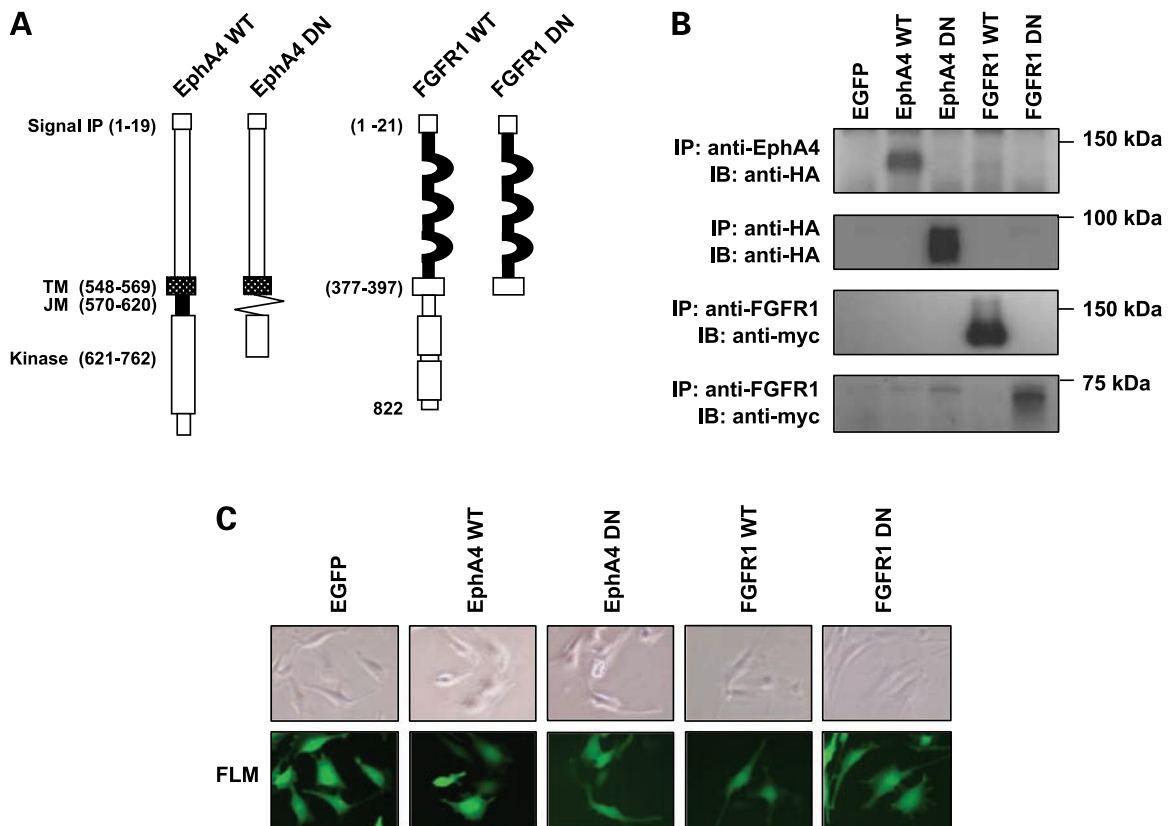 A
EphA4 WT
EphA4 DN
FGFR1 WT
FGFR1 DN
Signal IP (1-19)
(1 -21)
TM (548-569)
(377-397)
JM (570-620)
Kinase (621-762)
822
B
EGFP
EphA4 WT
EphA4 DN
FGFR1 WT
FGFR1 DN
IP: anti-EphA4
IB: anti-HA
150 kDa
IP: anti-HA
IB: anti-HA
100 kDa
IP: anti-FGFR1
IB: anti-myc
150 kDa
IP: anti-FGFR1
IB: anti-myc
75 kDa
C
EGFP
EphA4 WT
EphA4 DN
FGFR1 WT
FGFR1 DN
FLM